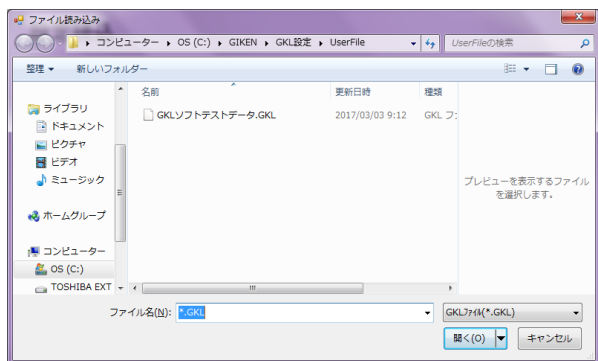 ファイル読み込み
コンピューター ▸ OS (C:) ▸ GIKEN ▸ GKL設定 ▸ UserFile
UserFileの検索
整理 新しいフォルダー
名前 更新日時 種類
GKLソフトテストデータ.GKL 2017/03/03 9:12 GKL フ:
ライブラリ
ドキュメント
ピクチャ
ビデオ
ミュージック
ホームグループ
コンピューター
OS (C:)
TOSHIBA EXT
プレビューを表示するファイル
を選択します。
ファイル名(N): *.GKL
GKLファイル(*.GKL)
開く(O) キャンセル